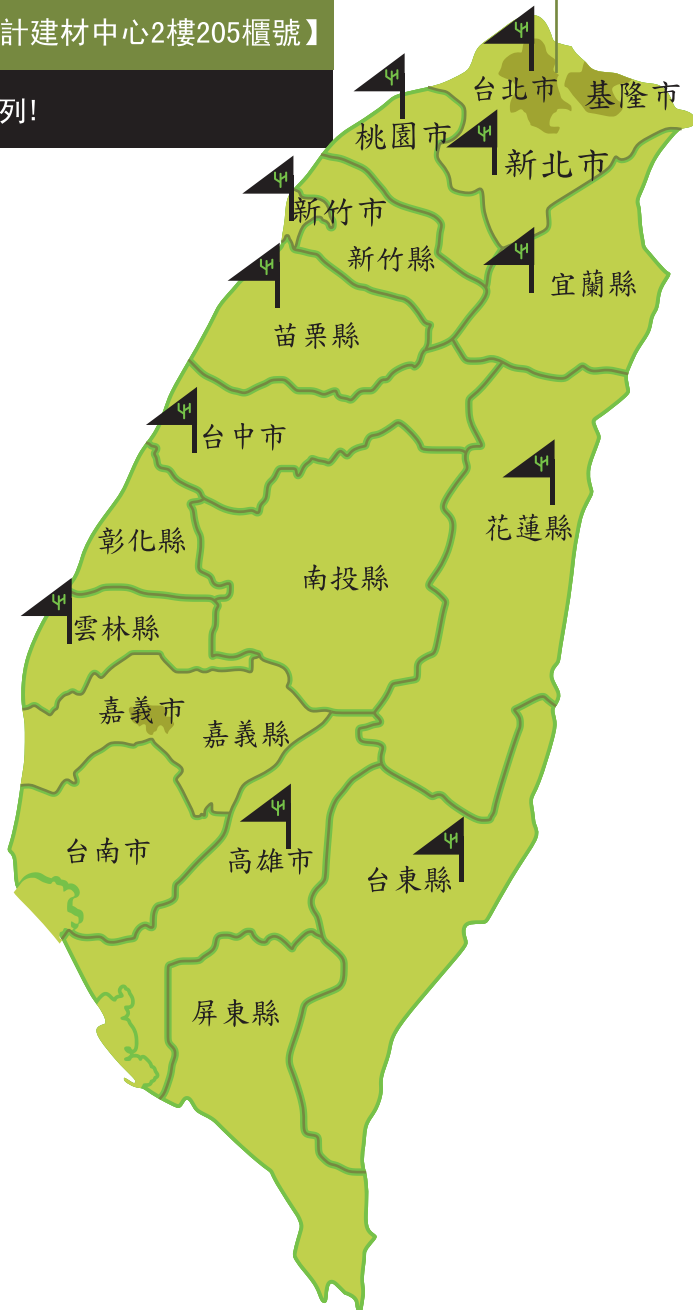 計建材中心2樓205櫃號】
列!
台北市
基隆市
桃園市
新北市
新竹市
新竹縣
宜蘭縣
苗栗縣
台中市
花蓮縣
彰化縣
南投縣
雲林縣
嘉義市
嘉義縣
台南市
高雄市
台東縣
屏東縣